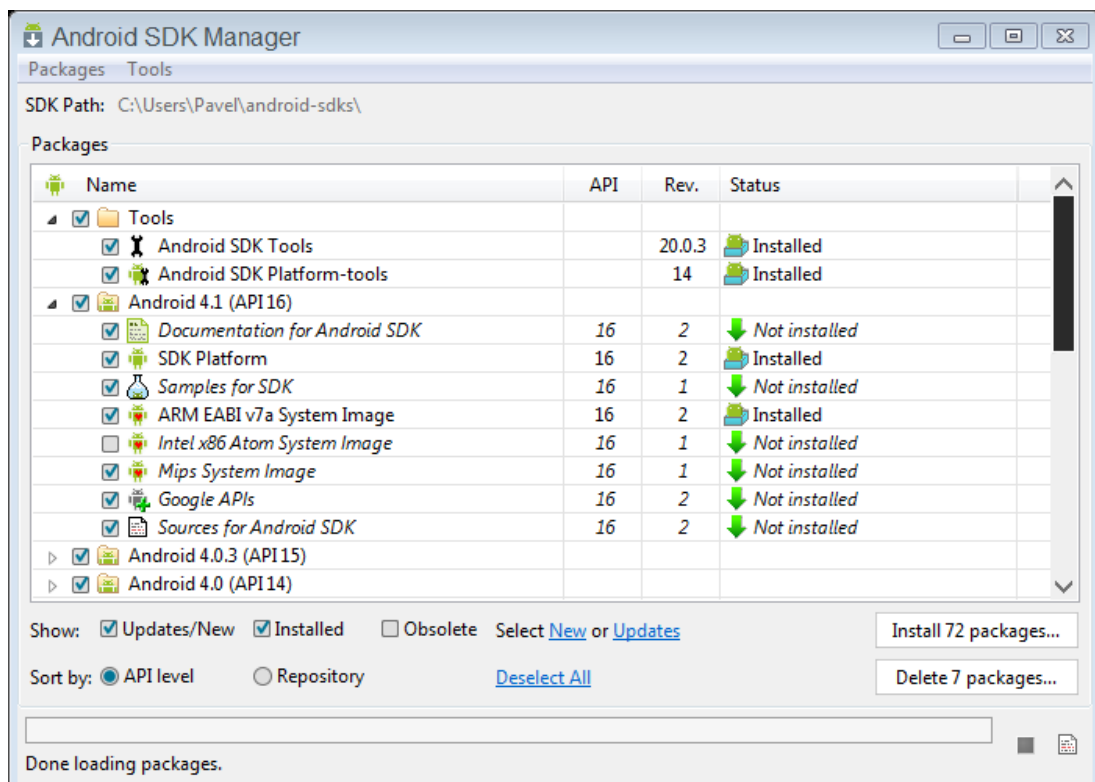 Android SDK Manager
Packages Tools
SDK Path: C:\Users\Pavel\android-sdks\
Packages
Name API Rev. Status
Tools
Android SDK Tools 20.0.3 Installed
Android SDK Platform-tools 14 Installed
Android 4.1 (API 16)
Documentation for Android SDK 16 2 Not installed
SDK Platform 16 2 Installed
Samples for SDK 16 1 Not installed
ARM EABI v7a System Image 16 2 Installed
Intel x86 Atom System Image 16 1 Not installed
Mips System Image 16 1 Not installed
Google APIs 16 2 Not installed
Sources for Android SDK 16 2 Not installed
Android 4.0.3 (API 15)
Android 4.0 (API 14)
Show: Updates/New Installed Obsolete Select New or Updates Install 72 packages...
Sort by: API level Repository Deselect All Delete 7 packages...
Done loading packages.